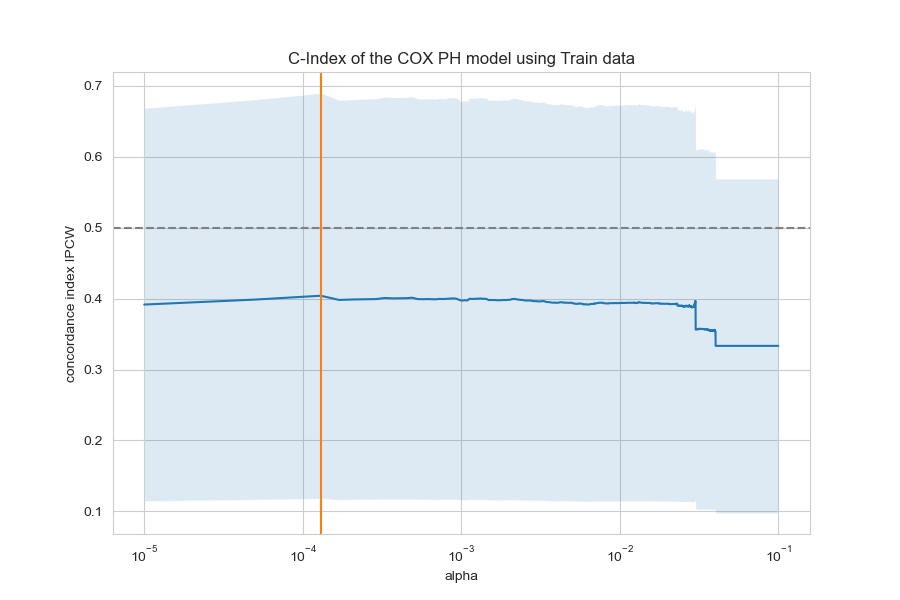 C-Index of the COX PH model using Train data
concordance index IPCW
0.7
0.6
0.5
0.4
0.3
0.2
0.1
10⁻⁵ 10⁻⁴ 10⁻³ 10⁻² 10⁻¹
alpha